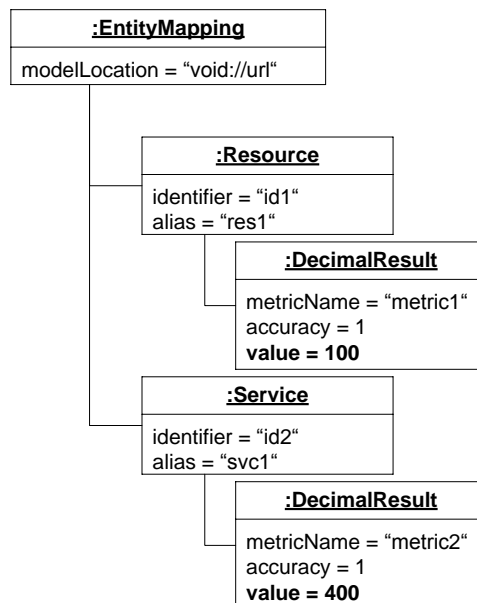 :EntityMapping
modelLocation = “void://url“
:Resource
identifier = “id1“
alias = “res1“
:DecimalResult
metricName = “metric1“
accuracy = 1
value = 100
:Service
identifier = “id2“
alias = “svc1“
:DecimalResult
metricName = “metric2“
accuracy = 1
value = 400